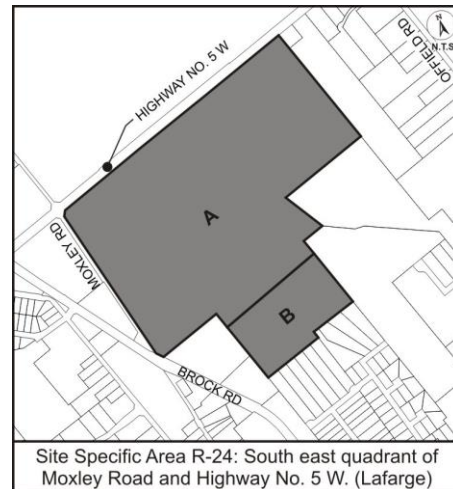 N
N.T.S
OFFIELD RD
HIGHWAY NO. 5 W
A
MOXLEY RD
B
BROCK RD
Site Specific Area R-24: South east quadrant of
Moxley Road and Highway No. 5 W. (Lafarge)